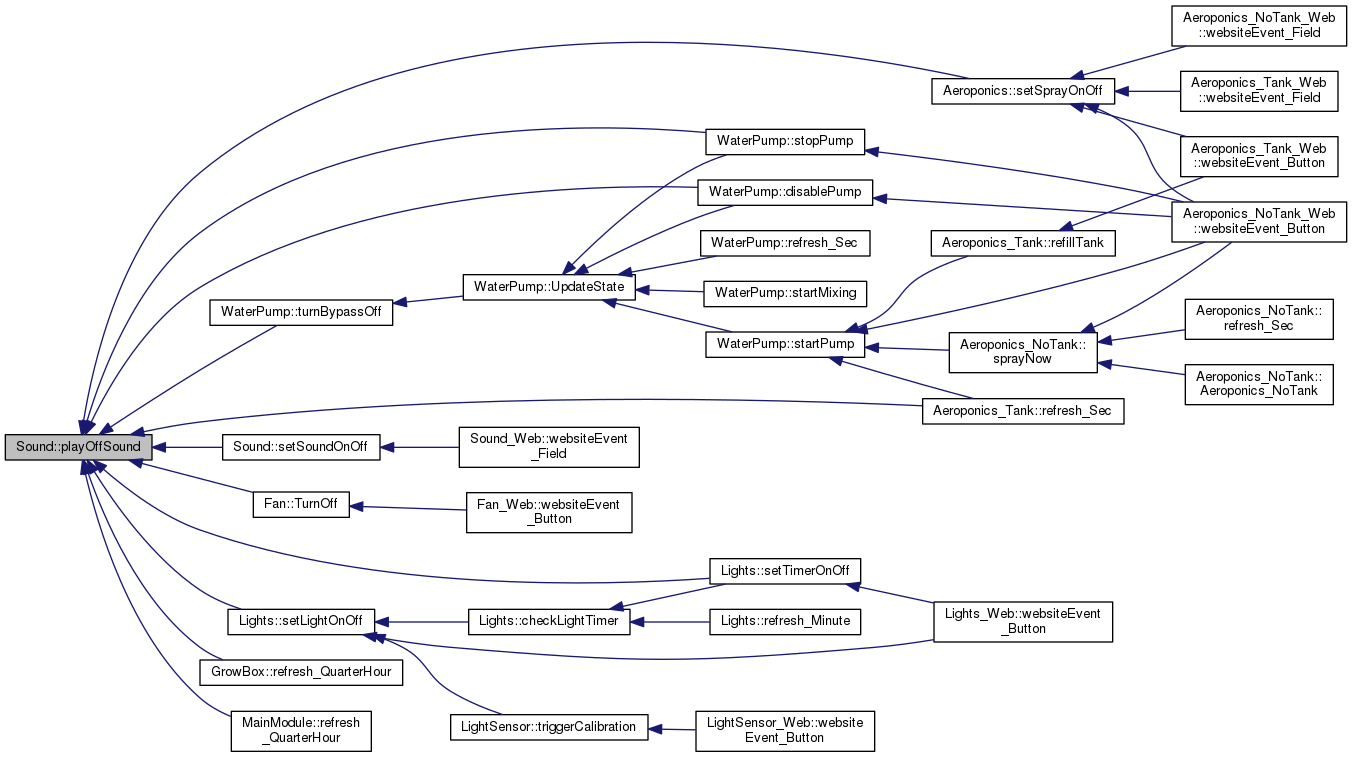 Aeroponics_NoTank_Web
::websiteEvent_Field
Aeroponics::setSprayOnOff
Aeroponics_Tank_Web
::websiteEvent_Field
WaterPump::stopPump
Aeroponics_Tank_Web
::websiteEvent_Button
WaterPump::disablePump
Aeroponics_NoTank_Web
::websiteEvent_Button
WaterPump::refresh_Sec
Aeroponics_Tank::refillTank
WaterPump::UpdateState
WaterPump::startMixing
WaterPump::turnBypassOff
Aeroponics_NoTank::
refresh_Sec
WaterPump::startPump
Aeroponics_NoTank::
sprayNow
Aeroponics_NoTank::
Aeroponics_NoTank
Aeroponics_Tank::refresh_Sec
Sound::playOffSound
Sound::setSoundOnOff
Sound_Web::websiteEvent
_Field
Fan::TurnOff
Fan_Web::websiteEvent
_Button
Lights::setTimerOnOff
Lights::setLightOnOff
Lights::checkLightTimer
Lights::refresh_Minute
Lights_Web::websiteEvent
_Button
GrowBox::refresh_QuarterHour
MainModule::refresh
_QuarterHour
LightSensor::triggerCalibration
LightSensor_Web::website
Event_Button